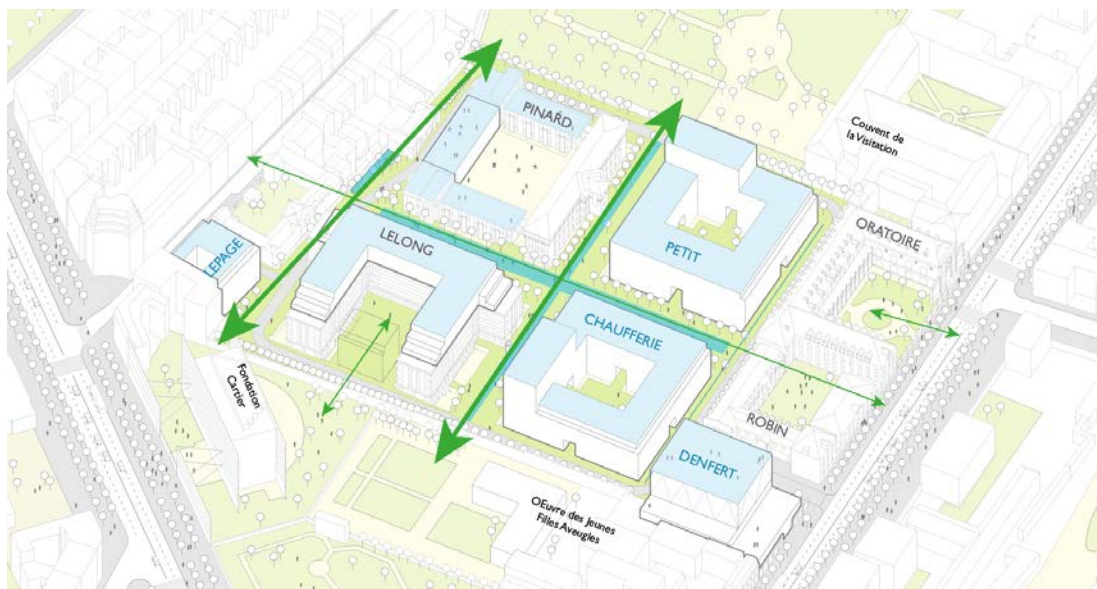 PINARD
Couvent de
la Visitation
LELONG
LEPAGE
PETIT
ORATOIRE
CHAUFFERIE
Fondation
Cartier
ROBIN
DENFERT
OEuvre des Jeunes
Filles Aveugles